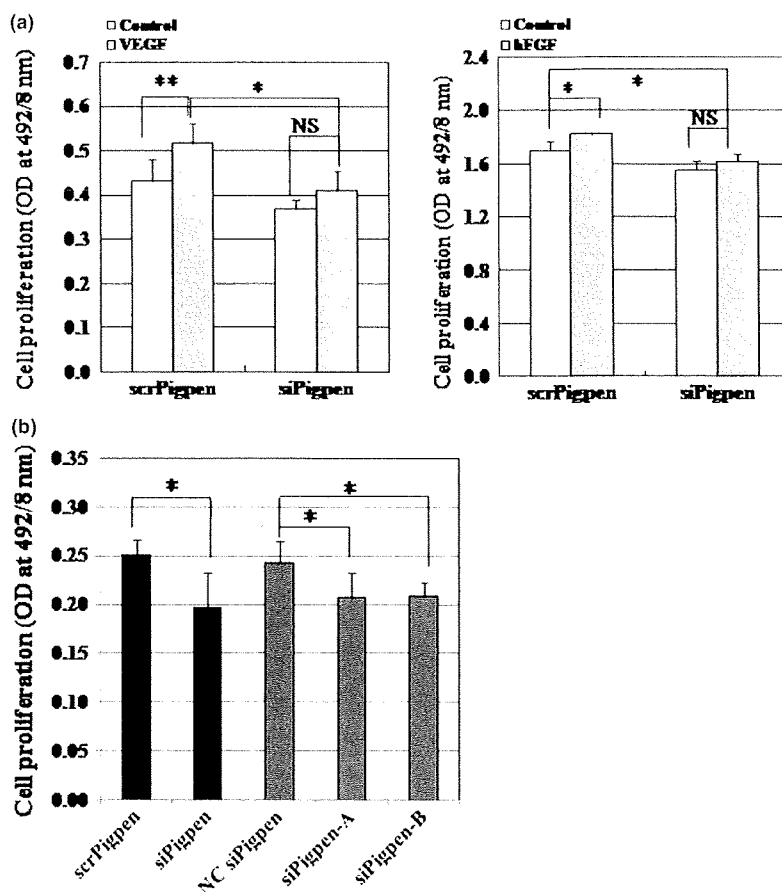 (a)
Control
VEGF
Cell proliferation (OD at 492/8 nm)
0.7
0.6
0.5
0.4
0.3
0.2
0.1
0.0
**
*
NS
scrPigpen
siPigpen
Control
bFGF
Cell proliferation (OD at 492/8 nm)
2.4
2.0
1.6
1.2
0.8
0.4
0.0
*
*
NS
scrPigpen
siPigpen
(b)
Cell proliferation (OD at 492/8 nm)
0.35
0.30
0.25
0.20
0.15
0.10
0.05
0.00
*
*
*
scrPigpen
siPigpen
NC siPigpen
siPigpen-A
siPigpen-B